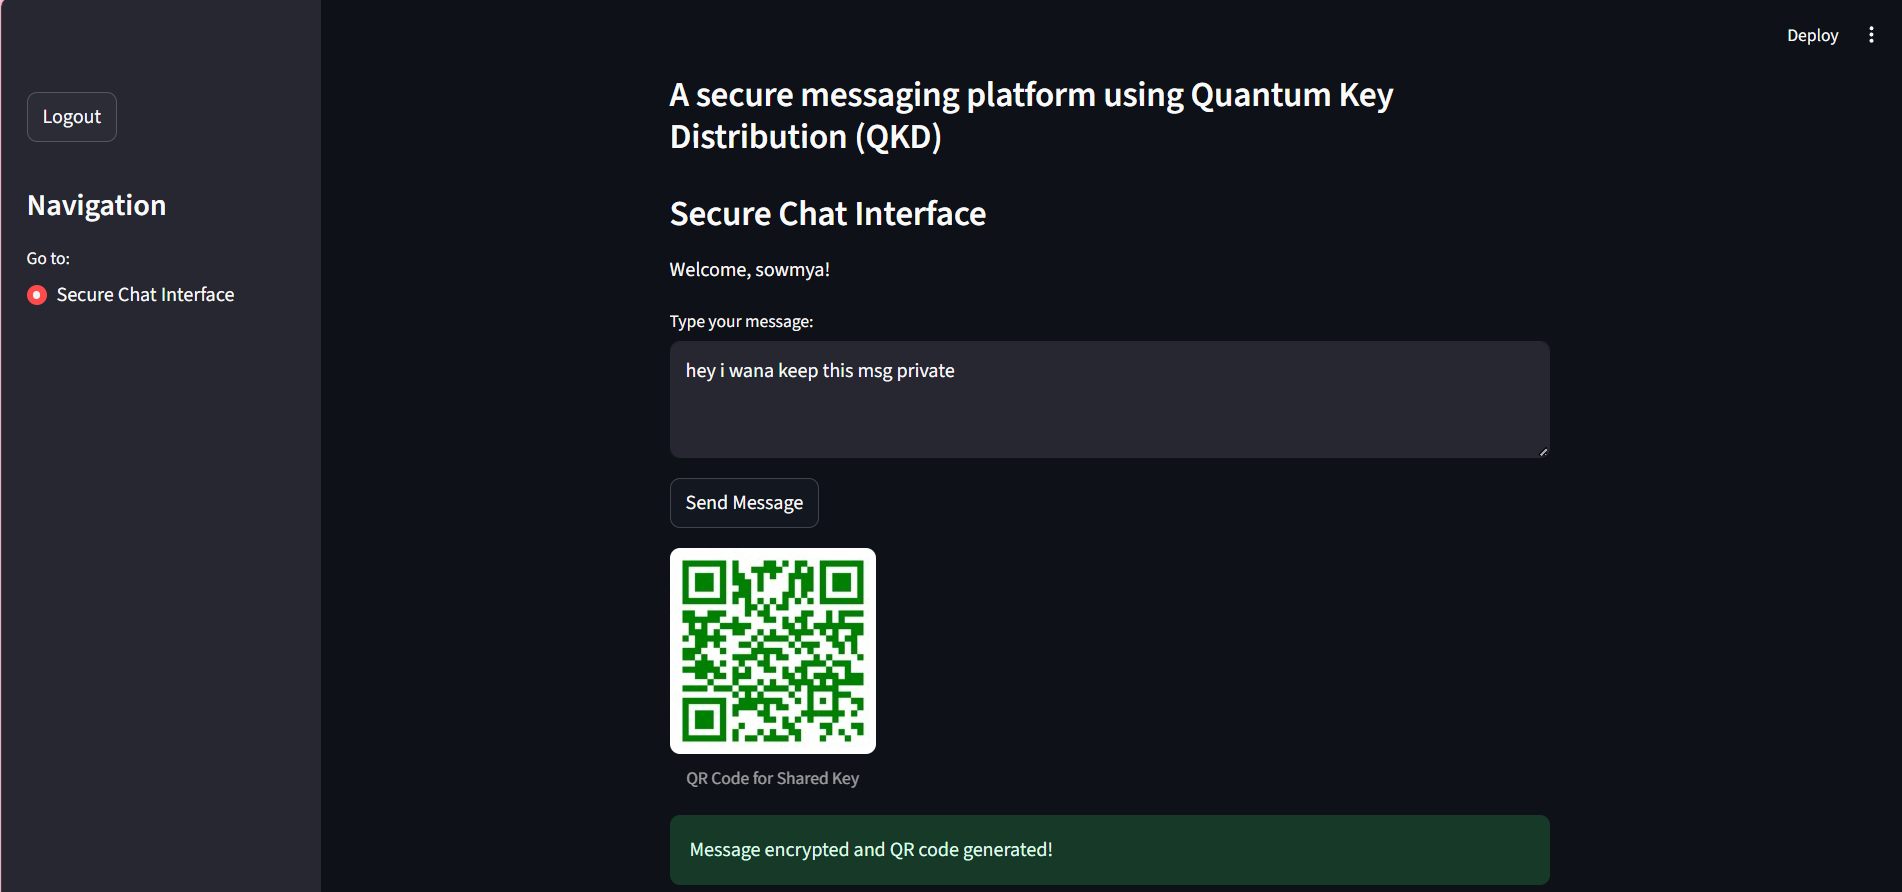 Deploy
Logout
Navigation
Go to:
Secure Chat Interface
A secure messaging platform using Quantum Key
Distribution (QKD)
Secure Chat Interface
Welcome, sowmya!
Type your message:
hey i wana keep this msg private
Send Message
QR Code for Shared Key
Message encrypted and QR code generated!